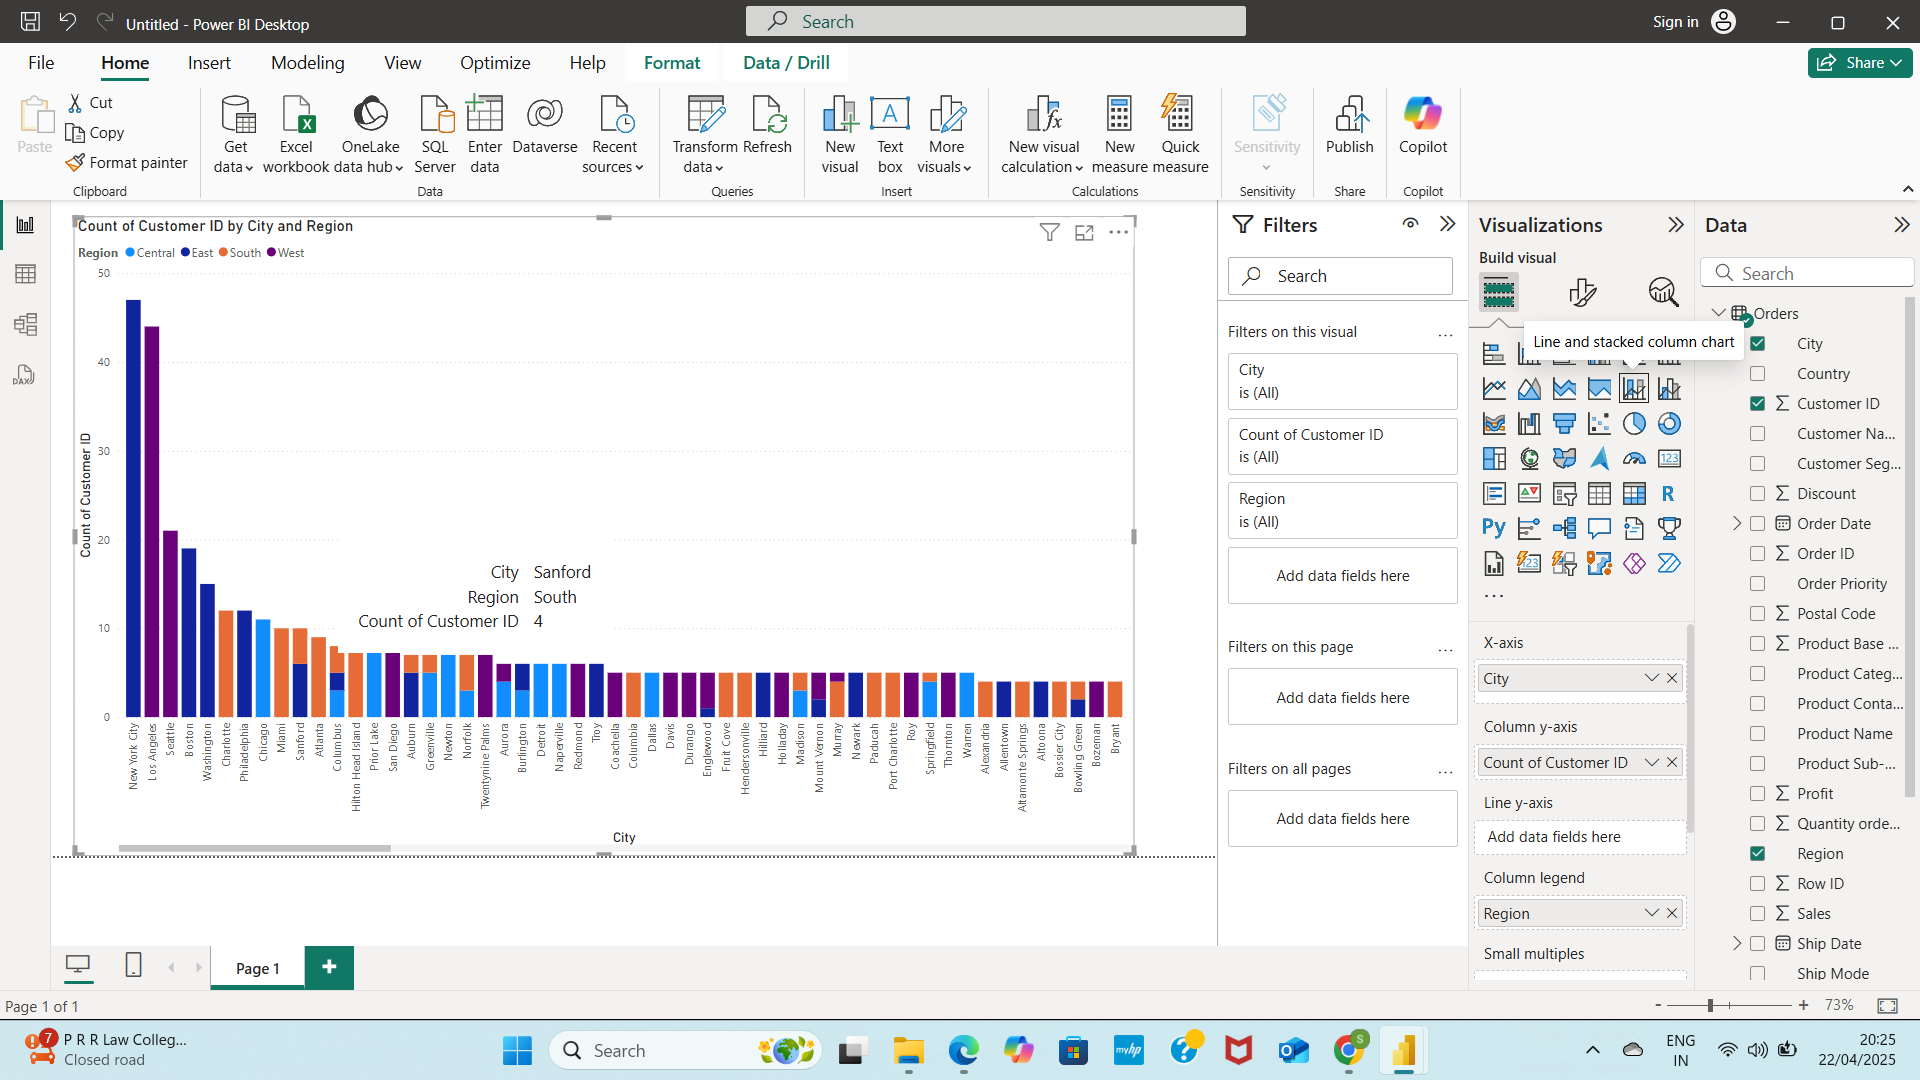 Untitled - Power BI Desktop
Search
Sign in
File
Home
Insert
Modeling
View
Optimize
Help
Format
Data / Drill
Share
Paste
Cut
Copy
Format painter
Clipboard
Get data
Excel workbook
OneLake data hub
SQL Server
Enter data
Dataverse
Recent sources
Data
Transform data
Refresh
Queries
New visual
Text box
More visuals
Insert
New visual calculation
New measure
Quick measure
Calculations
Sensitivity
Sensitivity
Publish
Share
Copilot
Copilot
Count of Customer ID by City and Region
Region Central East South West
50
40
30
20
10
0
Count of Customer ID
City Sanford
Region South
Count of Customer ID 4
New York City
Los Angeles
Seattle
Boston
Washington
Charlotte
Philadelphia
Chicago
Miami
Sanford
Atlanta
Columbus
Hilton Head Island
Prior Lake
San Diego
Auburn
Greenville
Newton
Norfolk
Twentynine Palms
Aurora
Burlington
Detroit
Naperville
Redmond
Troy
Coachella
Columbia
Dallas
Davis
Durango
Englewood
Fruit Cove
Hendersonville
Hilliard
Holladay
Madison
Mount Vernon
Murray
Newark
Paducah
Port Charlotte
Roy
Springfield
Thornton
Warren
Alexandria
Allentown
Altamonte Springs
Altoona
Bossier City
Bowling Green
Bozeman
Bryant
City
Filters
Search
Filters on this visual
City
is (All)
Count of Customer ID
is (All)
Region
is (All)
Add data fields here
Filters on this page
Add data fields here
Filters on all pages
Add data fields here
Visualizations
Build visual
Line and stacked column chart
123
R
Py
123
X-axis
City
Column y-axis
Count of Customer ID
Line y-axis
Add data fields here
Column legend
Region
Small multiples
Data
Search
Orders
City
Country
Customer ID
Customer Na...
Customer Seg...
Discount
Order Date
Order ID
Order Priority
Postal Code
Product Base ...
Product Categ...
Product Conta...
Product Name
Product Sub-...
Profit
Quantity orde...
Region
Row ID
Sales
Ship Date
Ship Mode
Page 1
Page 1 of 1
- + 73%
7
P R R Law Colleg...
Closed road
Search
myhp
S
ENG
IN
20:25
22/04/2025